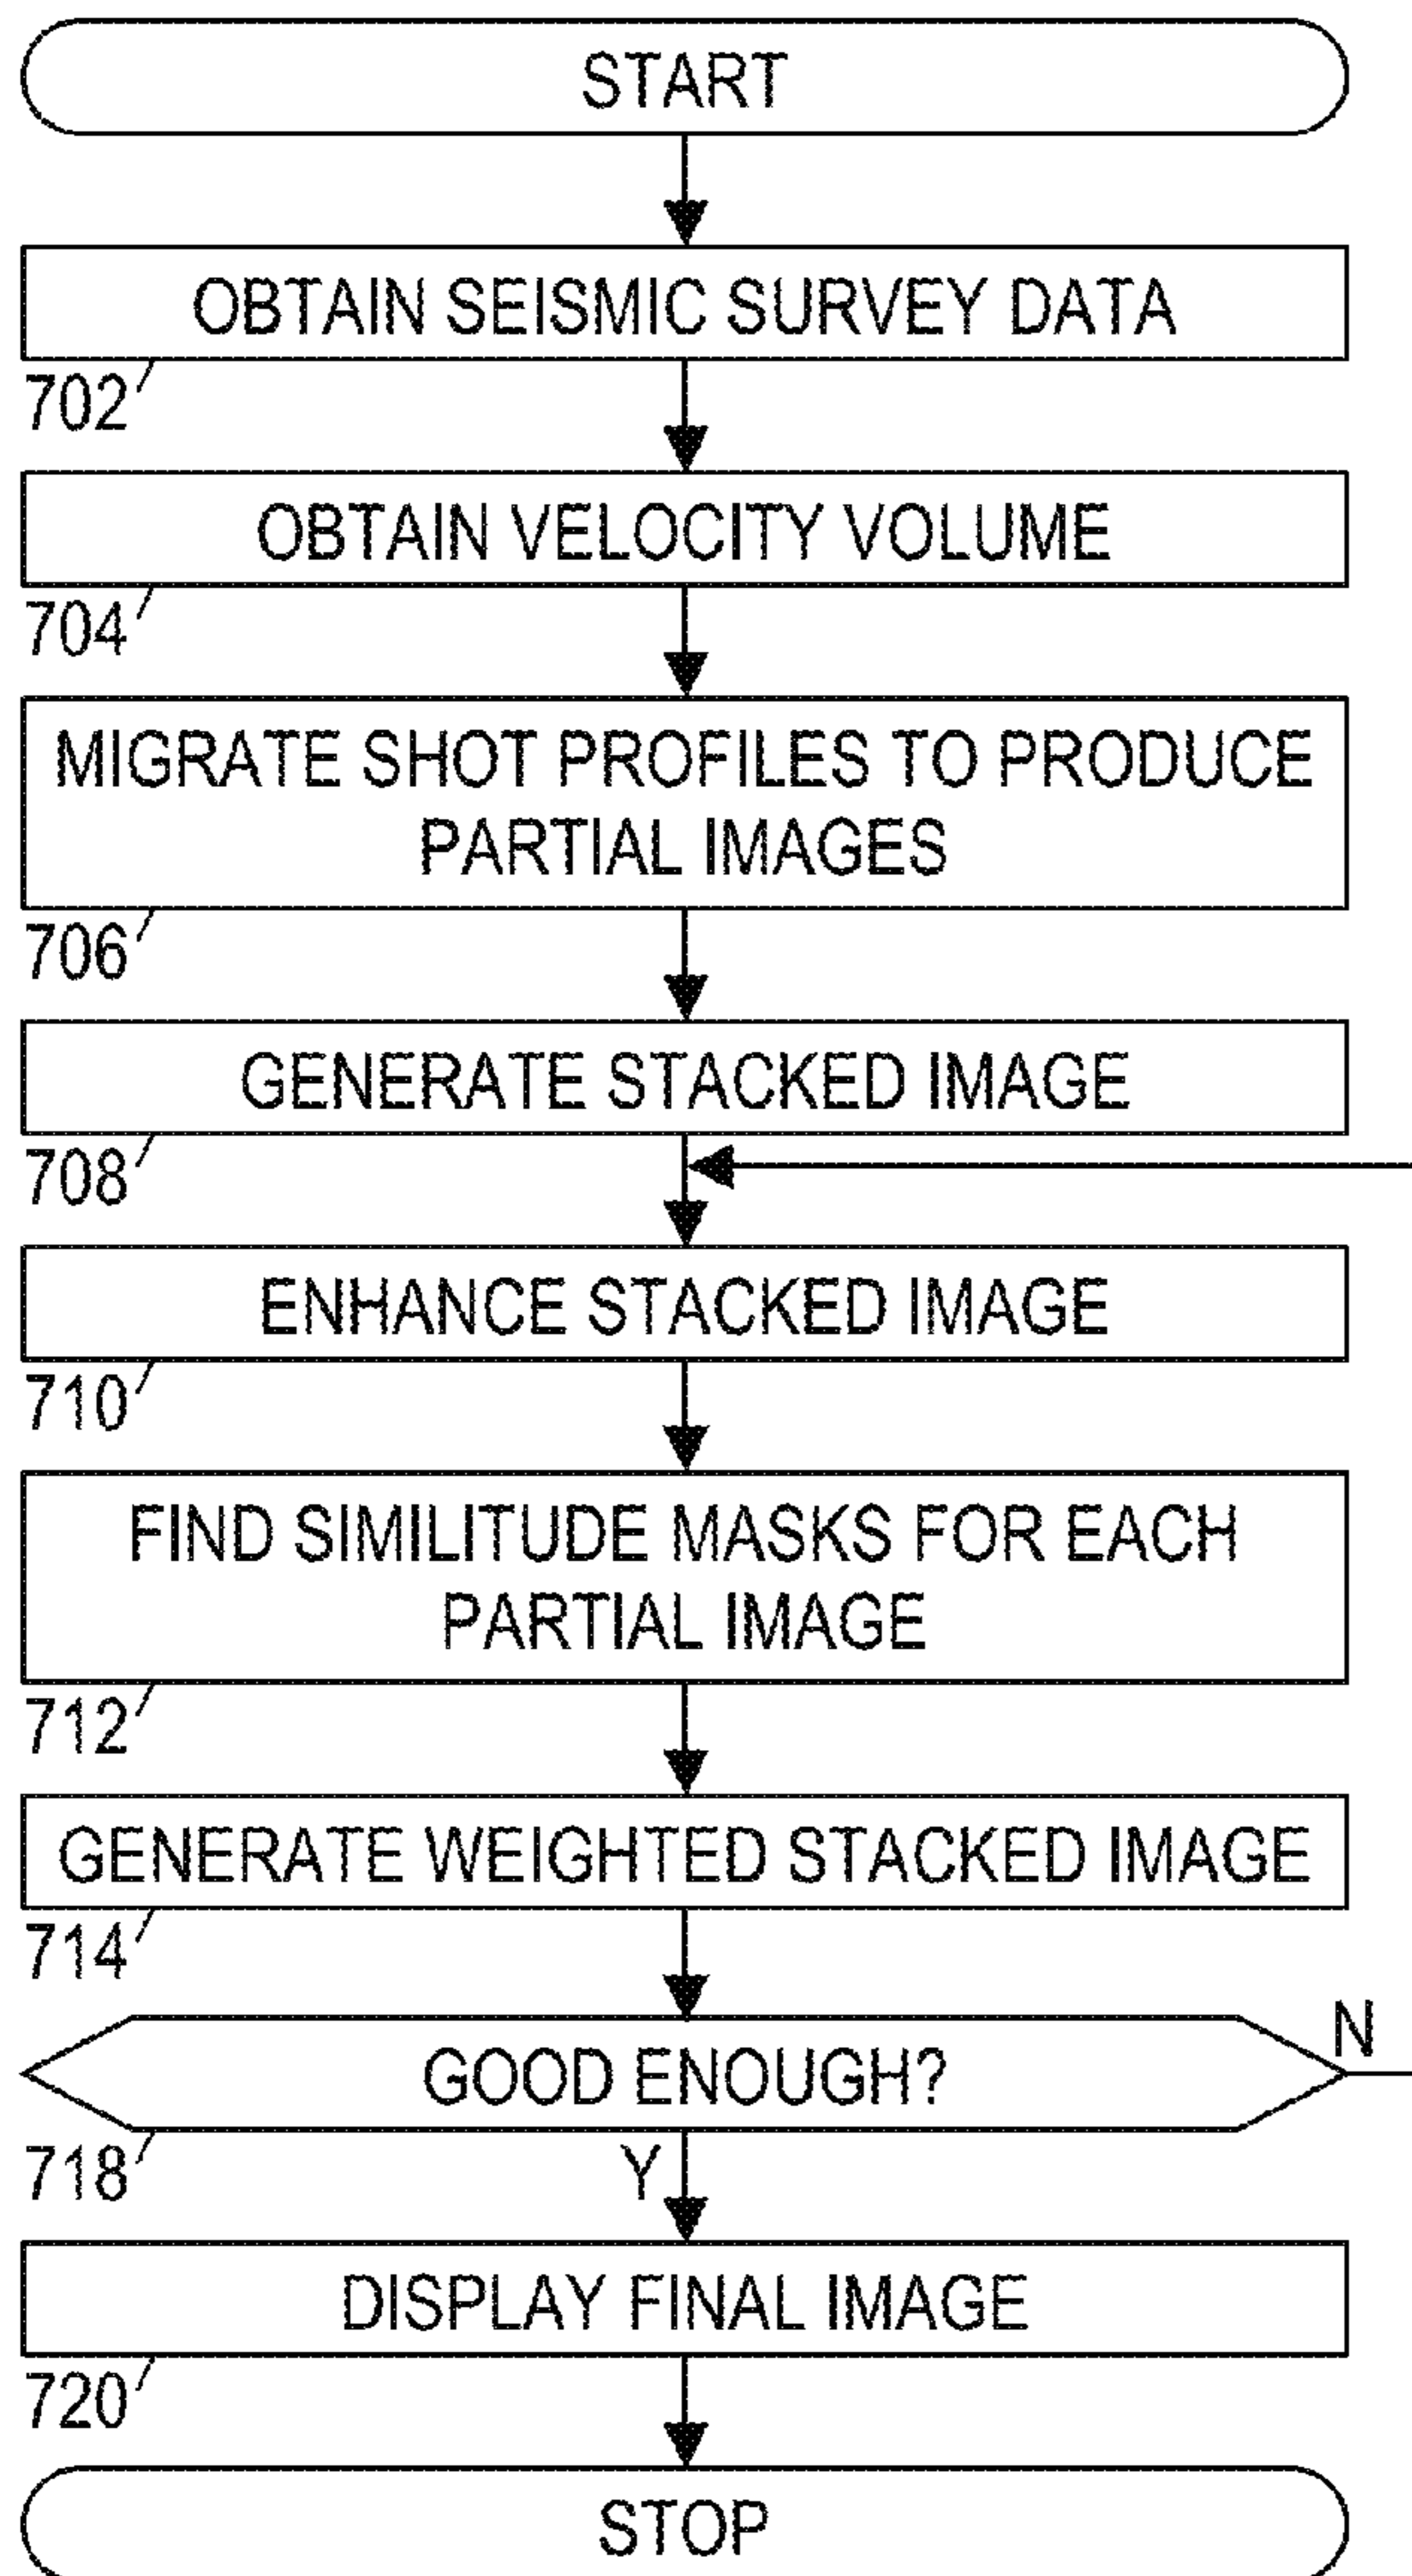 START
OBTAIN SEISMIC SURVEY DATA
702
OBTAIN VELOCITY VOLUME
704
MIGRATE SHOT PROFILES TO PRODUCE
PARTIAL IMAGES
706
GENERATE STACKED IMAGE
708
ENHANCE STACKED IMAGE
710
FIND SIMILITUDE MASKS FOR EACH
PARTIAL IMAGE
712
GENERATE WEIGHTED STACKED IMAGE
714
N
GOOD ENOUGH?
718
Y
DISPLAY FINAL IMAGE
720
STOP